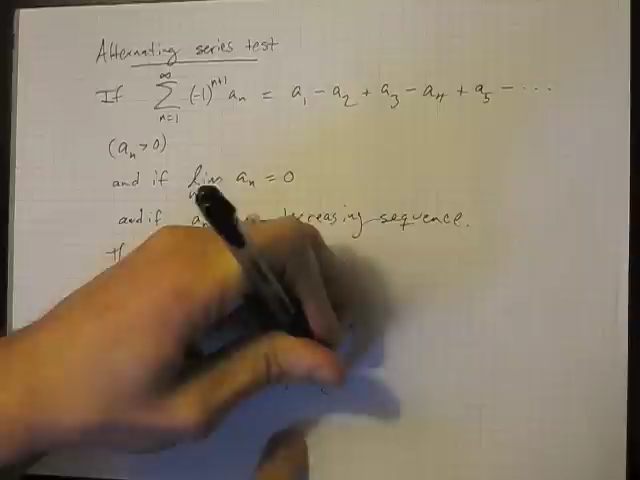 Alternating series test
If ∞ Σ n=1 (-1)^n+1 a_n = a_1 - a_2 + a_3 - a_4 + a_5 - ...
(a_n > 0)
and if lim a_n = 0
and if sequence.